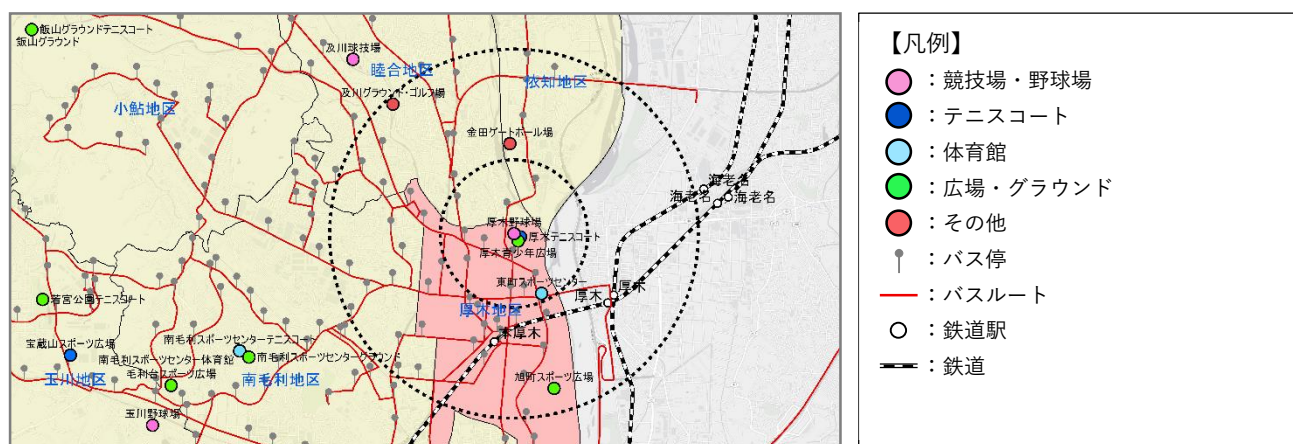 飯山グラウンドテニスコート
飯山グラウンド
及川球技場
睦合地区
依知地区
及川グラウンド・ゴルフ場
小鮎地区
金田ゲートボール場
海老名
海老名
海老名
厚木野球場
厚木テニスコート
厚木青少年広場
東町スポーツセンター
厚木
厚木
若宮公園テニスコート
厚木地区
本厚木
宝蔵山スポーツ広場
南毛利スポーツセンターテニスコート
南毛利スポーツセンター体育館
南毛利スポーツセンターグラウンド
毛利台スポーツ広場
玉川地区
南毛利地区
旭町スポーツ広場
玉川野球場
【凡例】
：競技場・野球場
：テニスコート
：体育館
：広場・グラウンド
：その他
：バス停
：バスルート
：鉄道駅
：鉄道